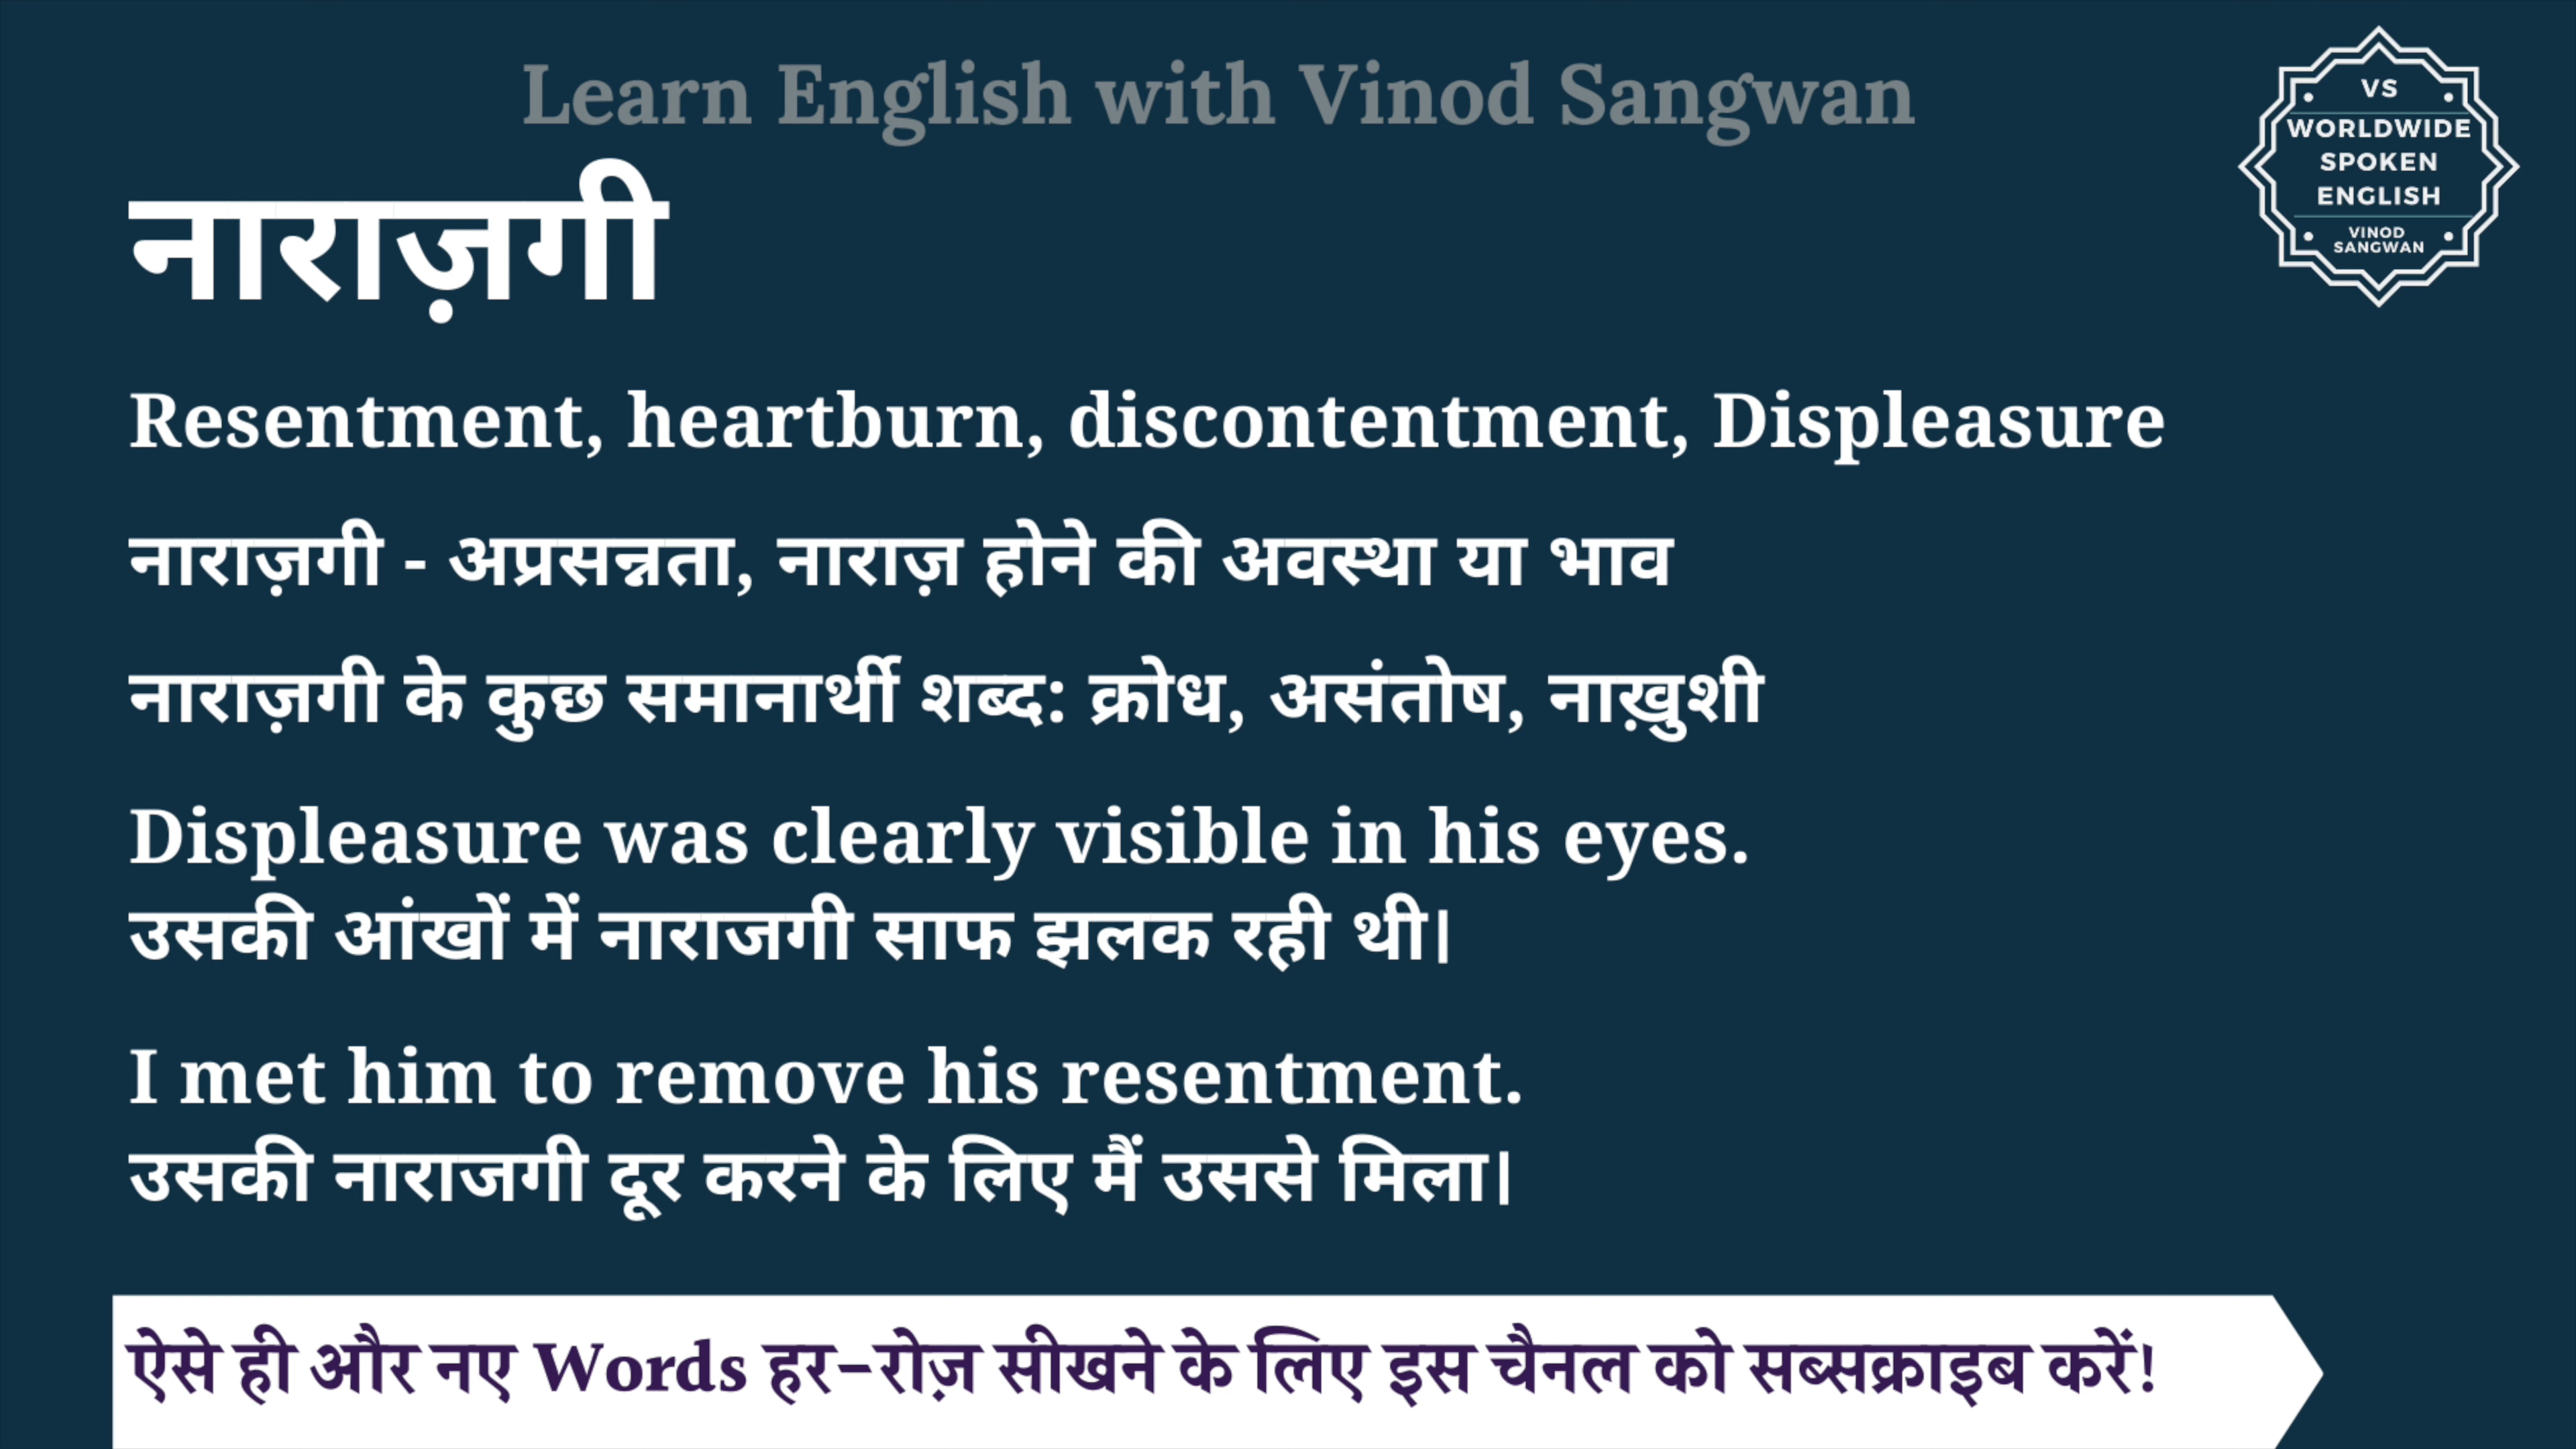 Learn English with Vinod Sangwan
VS
WORLDWIDE
SPOKEN
ENGLISH
VINOD
SANGWAN
नाराज़गी
Resentment, heartburn, discontentment, Displeasure
नाराज़गी - अप्रसन्नता, नाराज़ होने की अवस्था या भाव
नाराज़गी के कुछ समानार्थी शब्द: क्रोध, असंतोष, नाख़ुशी
Displeasure was clearly visible in his eyes.
उसकी आंखों में नाराजगी साफ झलक रही थी।
I met him to remove his resentment.
उसकी नाराजगी दूर करने के लिए मैं उससे मिला।
ऐसे ही और नए Words हर–रोज़ सीखने के लिए इस चैनल को सब्सक्राइब करें!